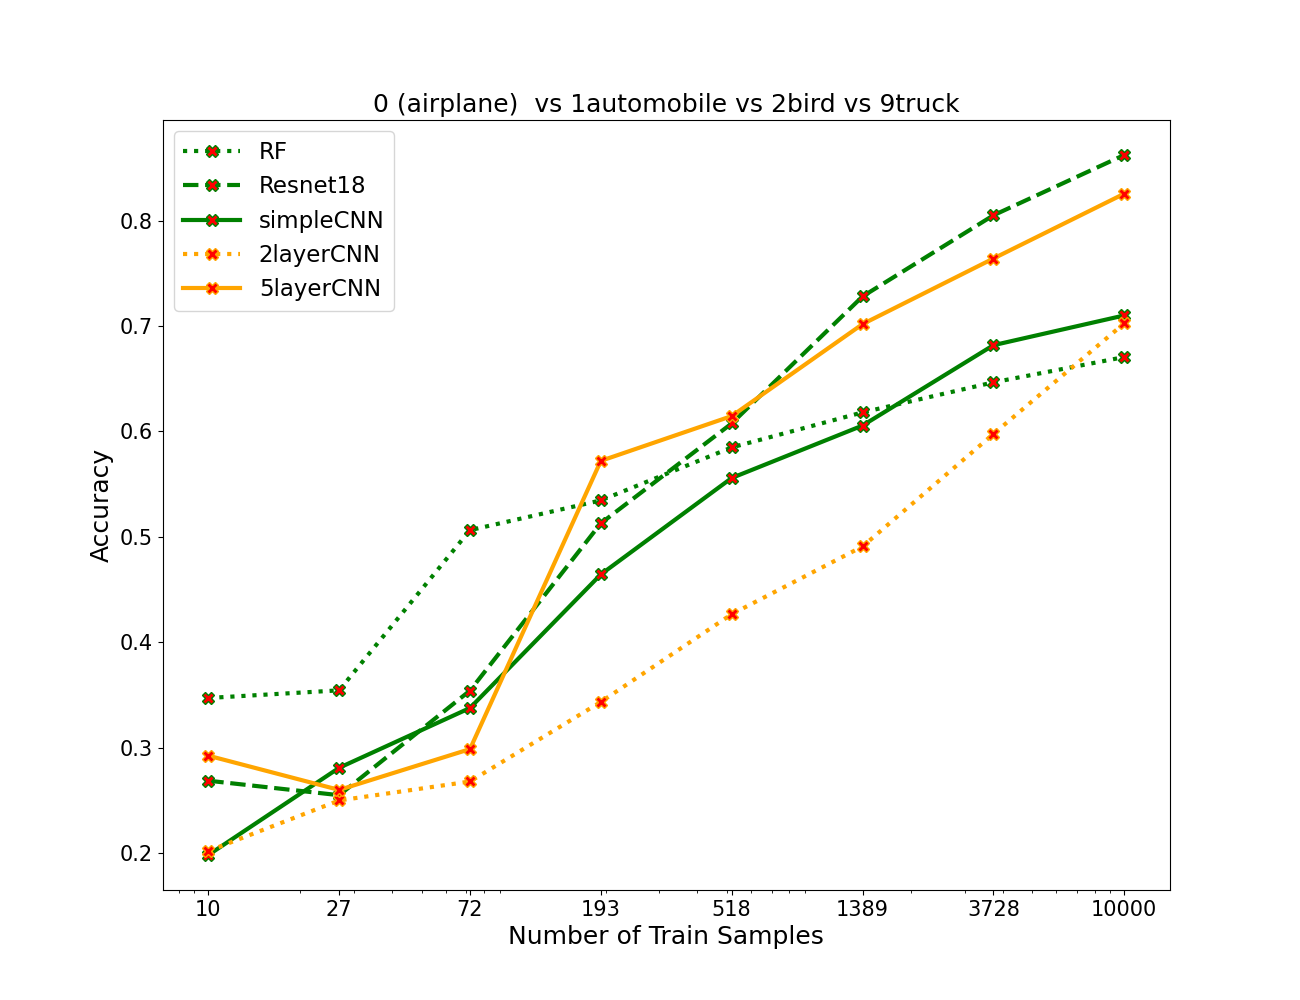 0 (airplane)  vs 1automobile vs 2bird vs 9truck
RF
Resnet18
simpleCNN
2layerCNN
5layerCNN
Accuracy
0.8
0.7
0.6
0.5
0.4
0.3
0.2
10 27 72 193 518 1389 3728 10000
Number of Train Samples